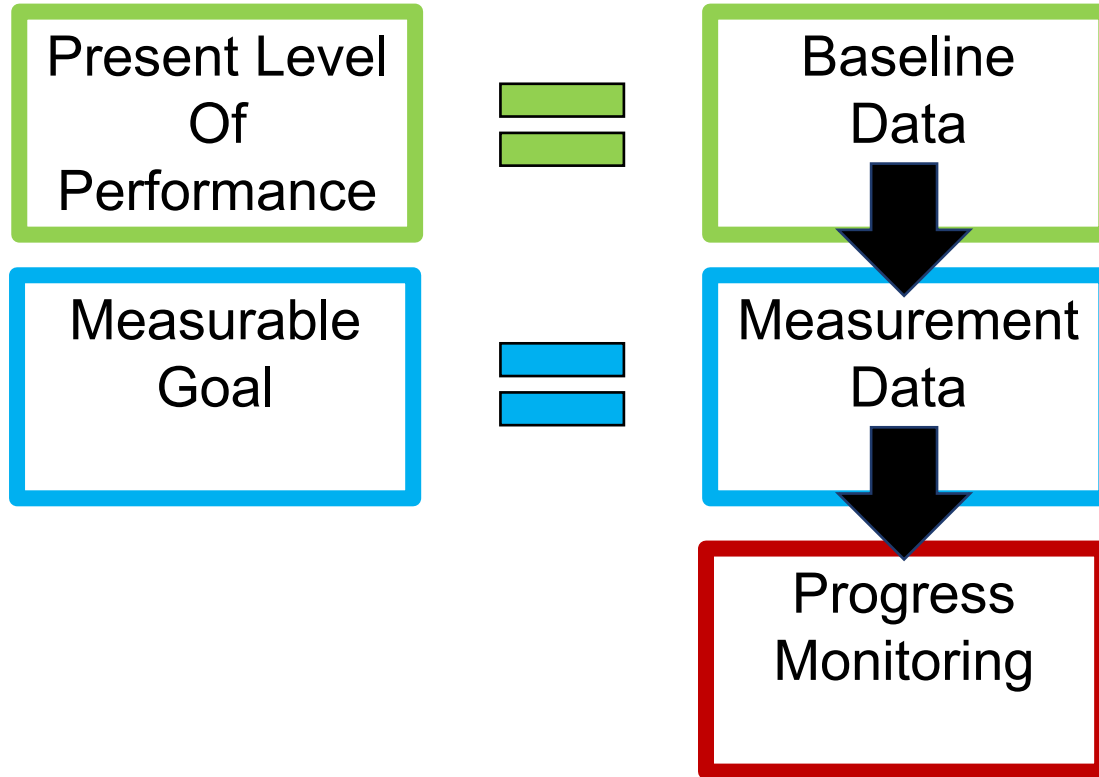 Present Level
Of
Performance
Baseline
Data
Measurable
Goal
Measurement
Data
Progress
Monitoring